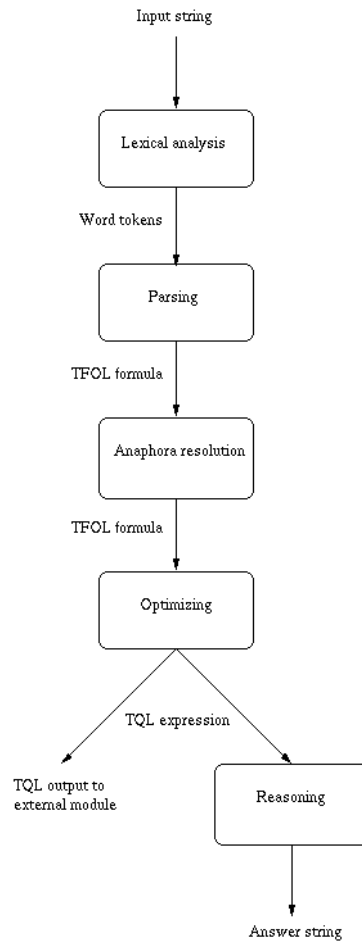 Input string
Lexical analysis
Word tokens
Parsing
TFOL formula
Anaphora resolution
TFOL formula
Optimizing
TQL expression
TQL output to
external module
Reasoning
Answer string